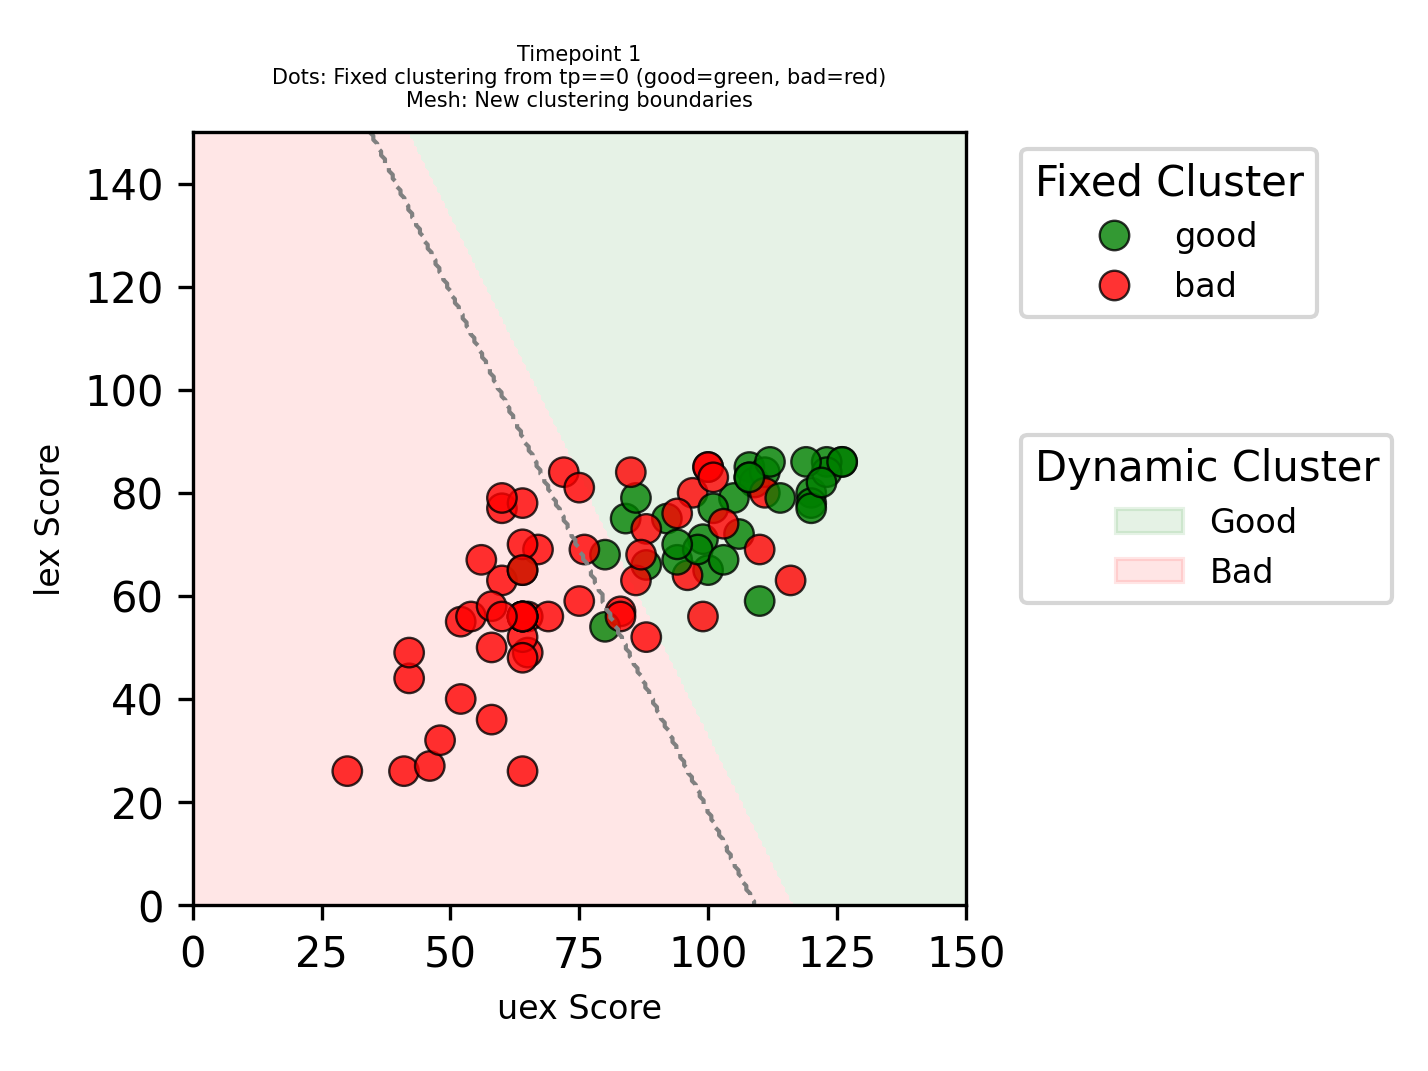 Timepoint 1
Dots: Fixed clustering from tp==0 (good=green, bad=red)
Mesh: New clustering boundaries
140
120
100
80
60
40
20
0
lex Score
0 25 50 75 100 125 150
uex Score
Fixed Cluster
good
bad
Dynamic Cluster
Good
Bad